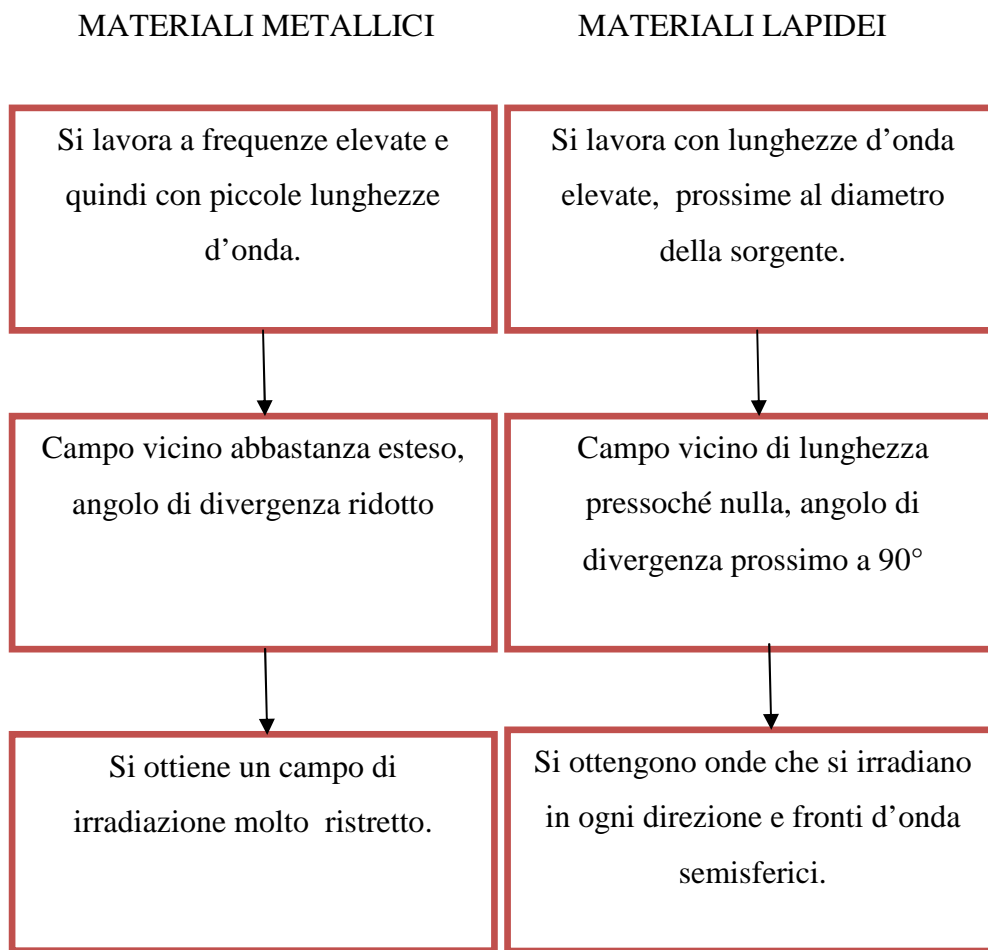 MATERIALI METALLICI
Si lavora a frequenze elevate e
quindi con piccole lunghezze
d’onda.
Campo vicino abbastanza esteso,
angolo di divergenza ridotto
Si ottiene un campo di
irradiazione molto ristretto.
MATERIALI LAPIDEI
Si lavora con lunghezze d’onda
elevate, prossime al diametro
della sorgente.
Campo vicino di lunghezza
pressoché nulla, angolo di
divergenza prossimo a 90°
Si ottengono onde che si irradiano
in ogni direzione e fronti d’onda
semisferici.